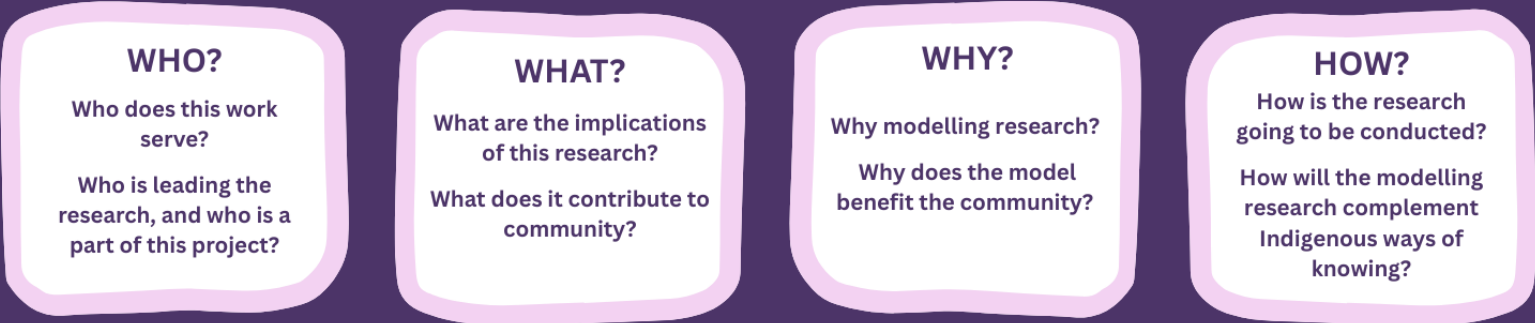 WHO?
Who does this work
serve?
Who is leading the
research, and who is a
part of this project?
WHAT?
What are the implications
of this research?
What does it contribute to
community?
WHY?
Why modelling research?
Why does the model
benefit the community?
HOW?
How is the research
going to be conducted?
How will the modelling
research complement
Indigenous ways of
knowing?